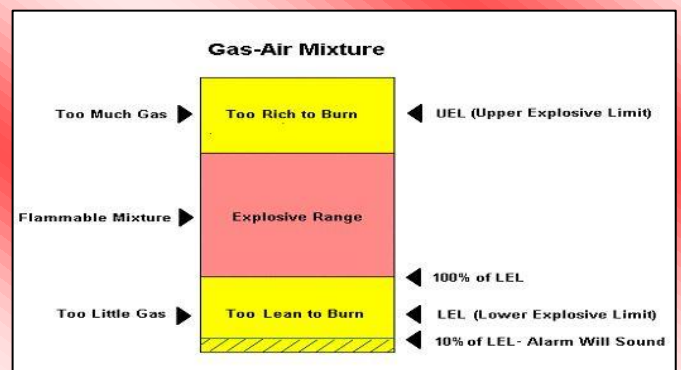 Gas-Air Mixture
Too Much Gas
Too Rich to Burn
UEL (Upper Explosive Limit)
Flammable Mixture
Explosive Range
100% of LEL
Too Little Gas
Too Lean to Burn
LEL (Lower Explosive Limit)
10% of LEL- Alarm Will Sound